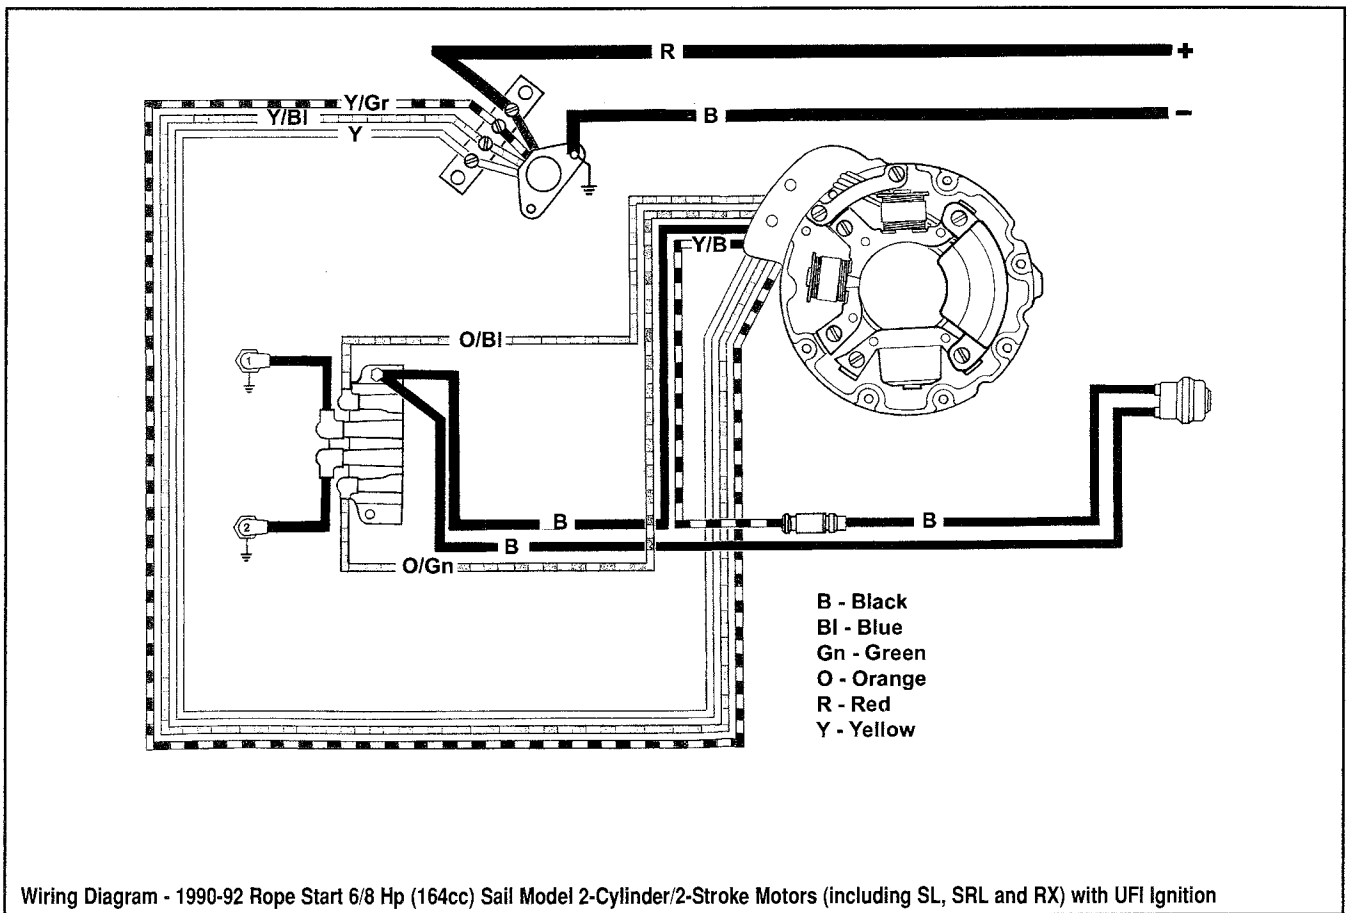 R
+
Y/Gr
Y/Bl
Y
B
–
Y/B
O/Bl
1
2
B
B
B
O/Gn
B - Black
Bl - Blue
Gn - Green
O - Orange
R - Red
Y - Yellow
Wiring Diagram - 1990-92 Rope Start 6/8 Hp (164cc) Sail Model 2-Cylinder/2-Stroke Motors (including SL, SRL and RX) with UFI Ignition